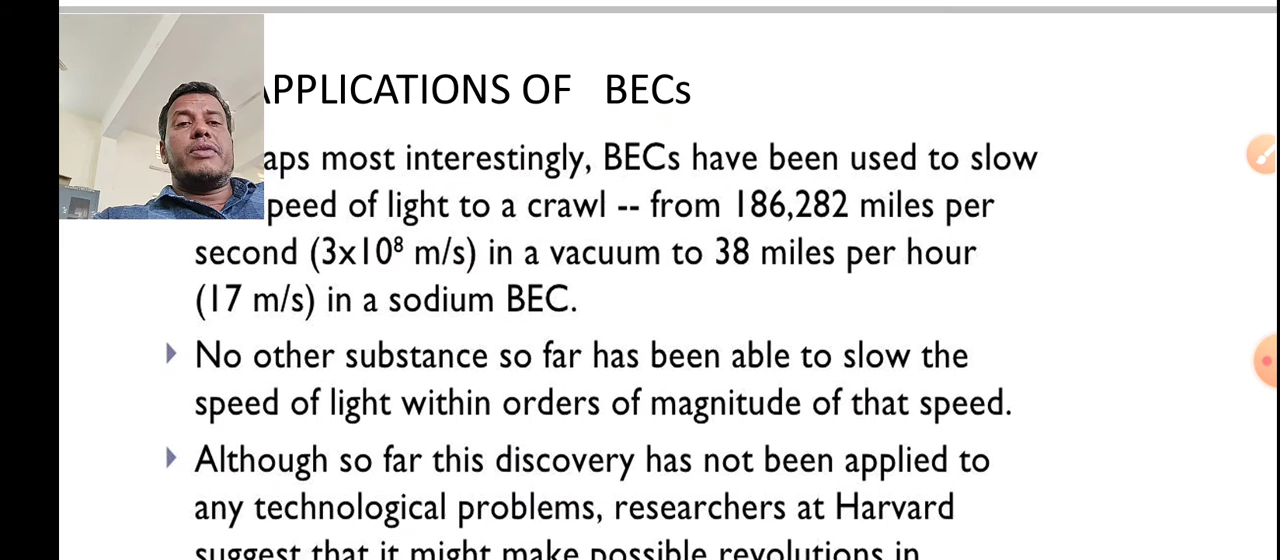 APPLICATIONS OF BECs
aps most interestingly, BECs have been used to slow
peed of light to a crawl -- from 186,282 miles per
second (3x10⁸ m/s) in a vacuum to 38 miles per hour
(17 m/s) in a sodium BEC.
No other substance so far has been able to slow the
speed of light within orders of magnitude of that speed.
Although so far this discovery has not been applied to
any technological problems, researchers at Harvard
suggest that it might make possible revolutions in